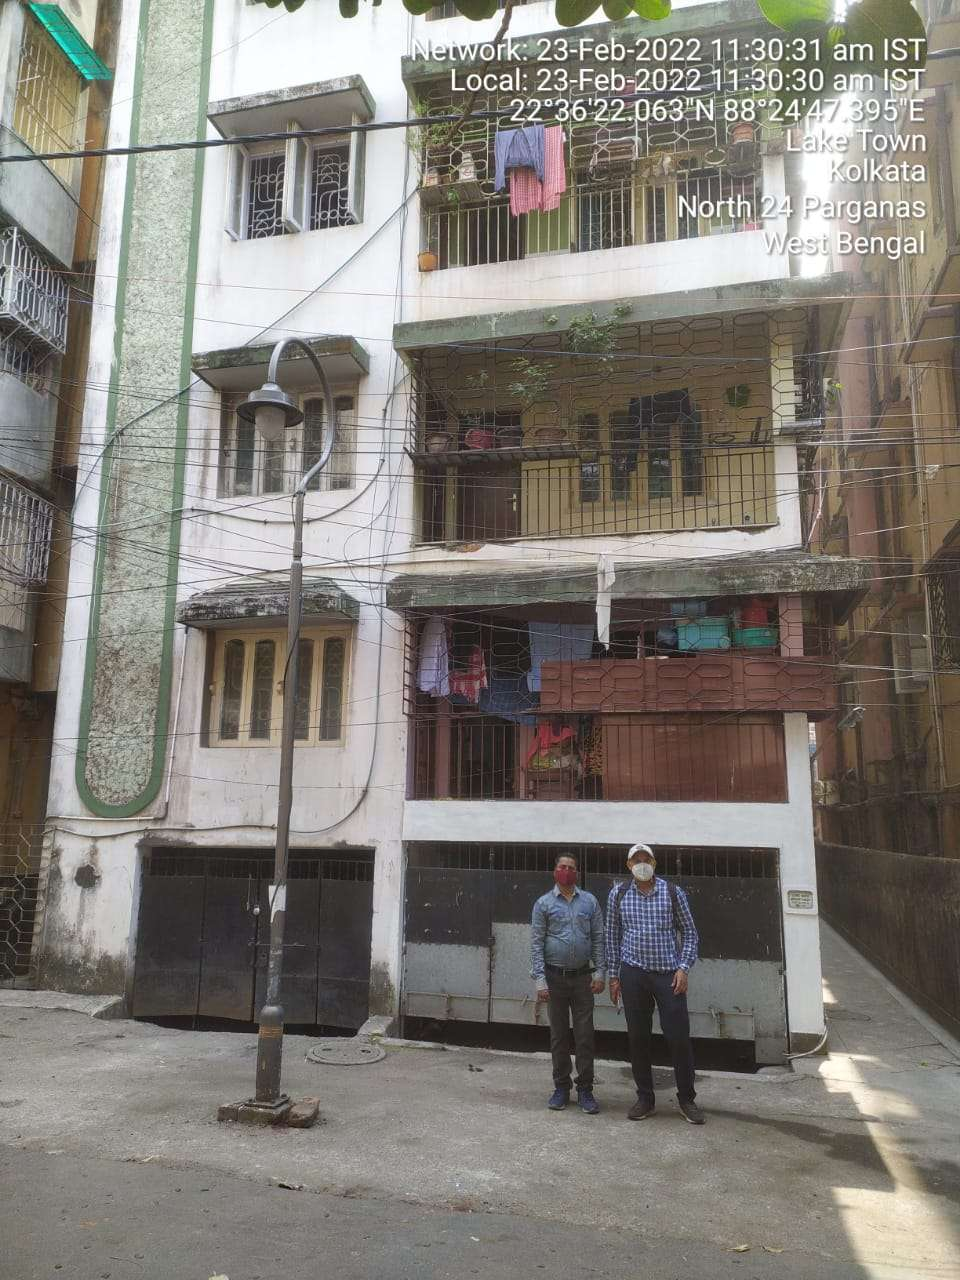 Network: 23-Feb-2022 11:30:31 am IST
Local: 23-Feb-2022 11:30:30 am IST
22°36'22.063"N 88°24'47.395"E
Lake Town
Kolkata
North 24 Parganas
West Bengal